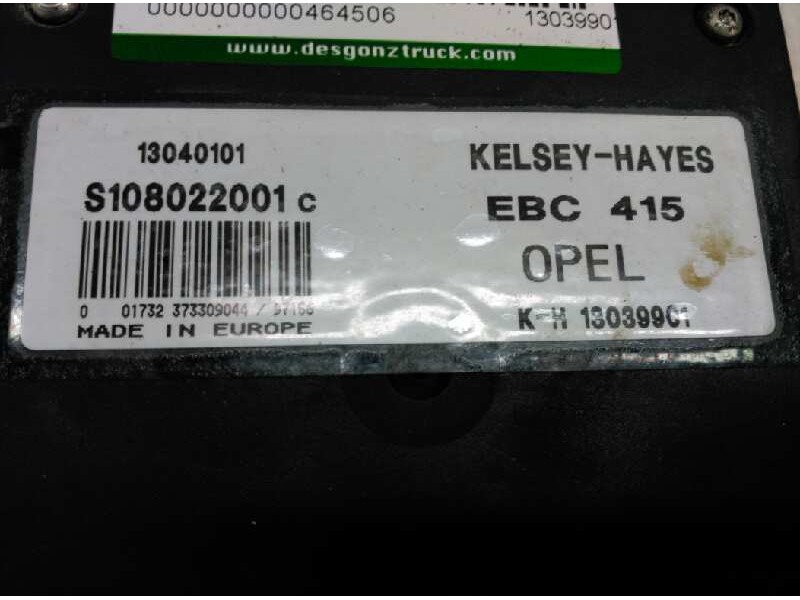 0000000000464506
1303990
www.desgonztruck.com
13040101
S108022001 C
0 01732 373309044 / 97166
MADE IN EUROPE
KELSEY-HAYES
EBC 415
OPEL
K-H 13039901